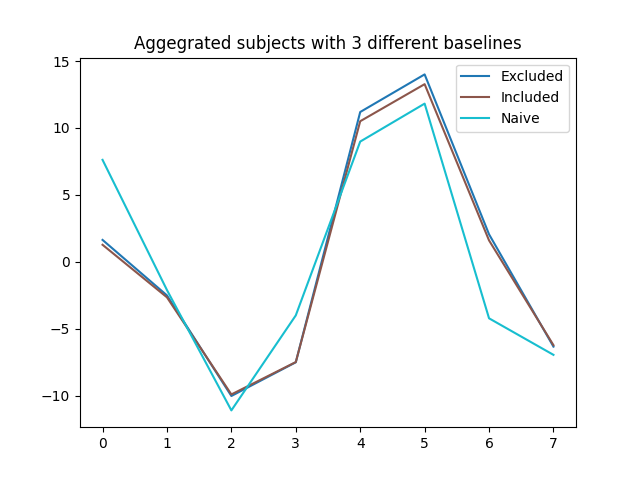 Aggegrated subjects with 3 different baselines
15
10
5
0
−5
−10
Excluded
Included
Naive
0 1 2 3 4 5 6 7